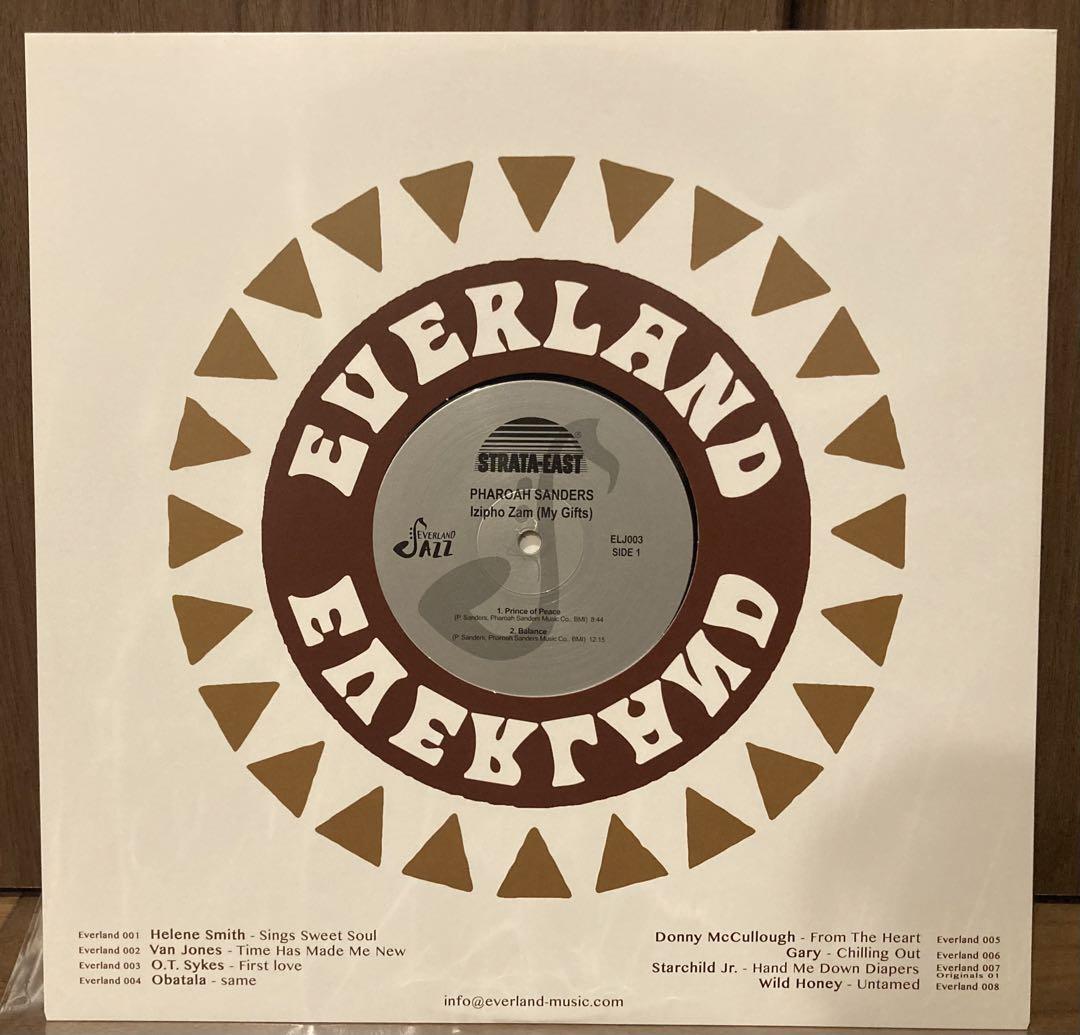 EVERLAND
STRATA-EAST®
PHAROAH SANDERS
Izipho Zam (My Gifts)
EVERLAND
JAZZ
ELJ003
SIDE 1
1. Prince of Peace
(P. Sanders, Pharoah Sanders Music Co., BMI) 8:44
2. Balance
(P. Sanders, Pharoah Sanders Music Co., BMI) 12:15
EVERLAND
Everland 001 Helene Smith - Sings Sweet Soul
Everland 002 Van Jones - Time Has Made Me New
Everland 003 O.T. Sykes - First love
Everland 004 Obatala - same
Donny McCullough - From The Heart Everland 005
Gary - Chilling Out Everland 006
Starchild Jr. - Hand Me Down Diapers Everland 007
Originals 01
Wild Honey - Untamed Everland 008
info@everland-music.com